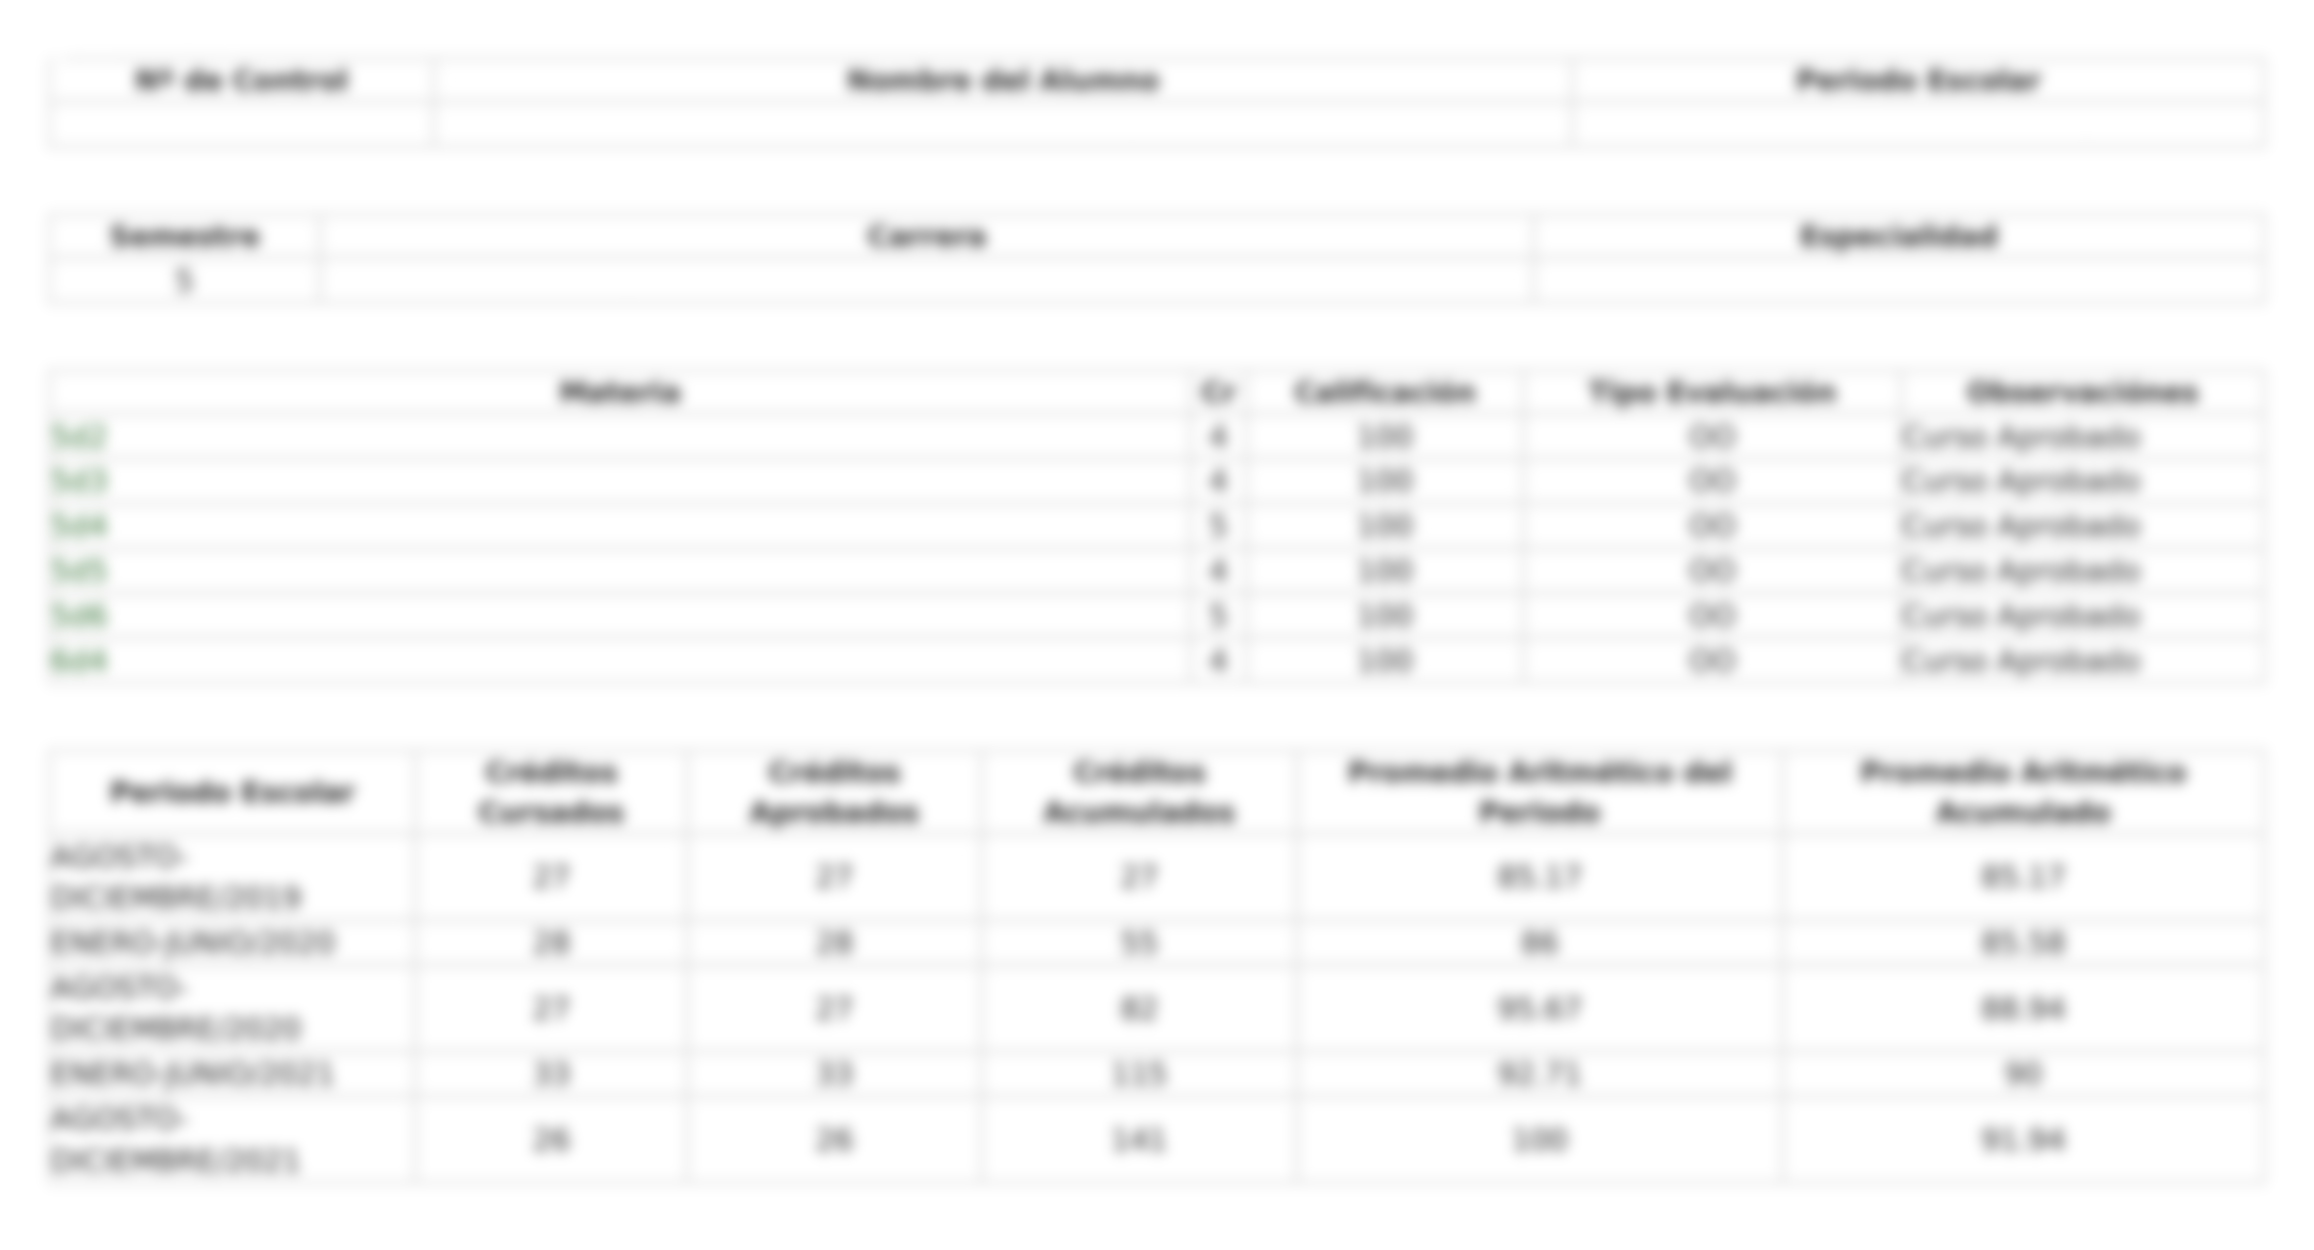 Nº de Control Nombre del Alumno Periodo Escolar
Semestre Carrera Especialidad
5
Materia Cr Calificación Tipo Evaluación Observaciónes
5d2 4 100 OO Curso Aprobado
5d3 4 100 OO Curso Aprobado
5d4 5 100 OO Curso Aprobado
5d5 4 100 OO Curso Aprobado
5d6 5 100 OO Curso Aprobado
6d4 4 100 OO Curso Aprobado
Periodo Escolar Créditos Cursados Créditos Aprobados Créditos Acumulados Promedio Aritmético del Periodo Promedio Aritmético Acumulado
AGOSTO-
DICIEMBRE/2019 27 27 27 85.17 85.17
ENERO-JUNIO/2020 28 28 55 86 85.58
AGOSTO-
DICIEMBRE/2020 27 27 82 95.67 88.94
ENERO-JUNIO/2021 33 33 115 92.71 90
AGOSTO-
DICIEMBRE/2021 26 26 141 100 91.94